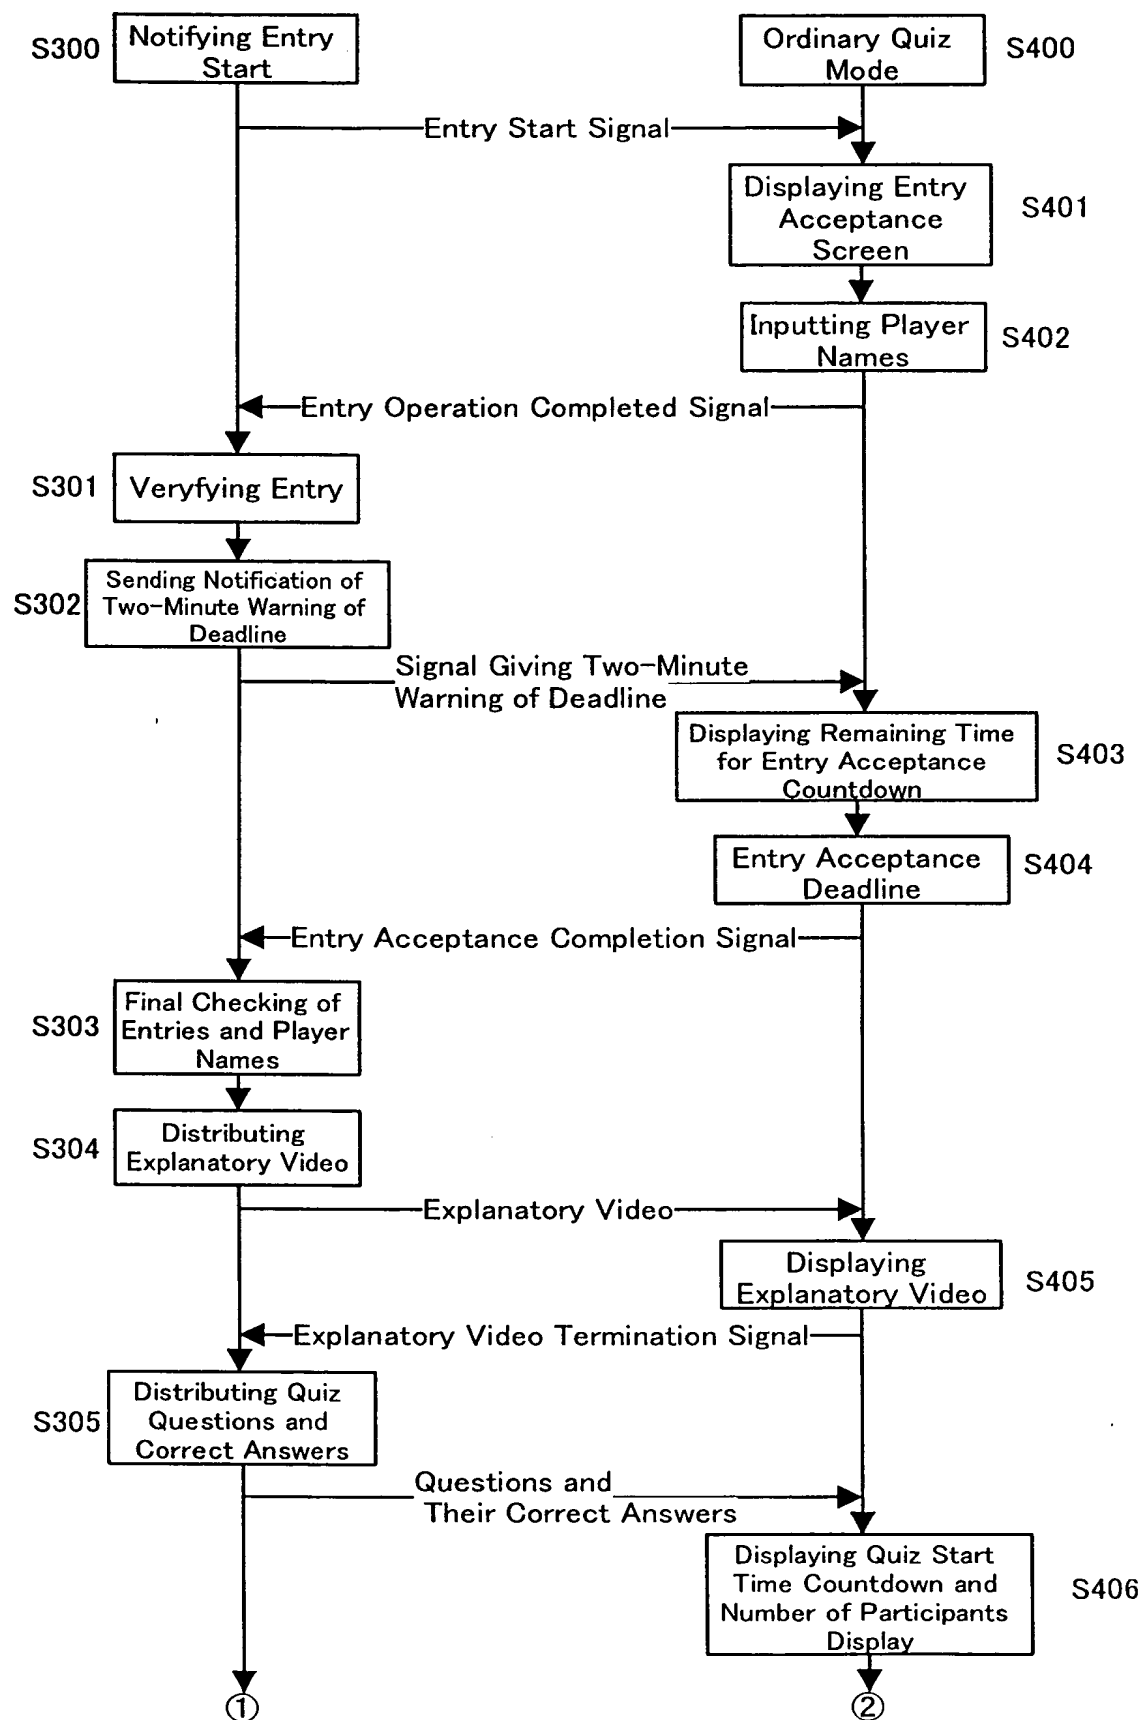 S300
Notifying Entry
Start
Ordinary Quiz
Mode
S400
Entry Start Signal
Displaying Entry
Acceptance
Screen
S401
Inputting Player
Names
S402
Entry Operation Completed Signal
S301
Veryfying Entry
S302
Sending Notification of
Two-Minute Warning of
Deadline
Signal Giving Two-Minute
Warning of Deadline
Displaying Remaining Time
for Entry Acceptance
Countdown
S403
Entry Acceptance
Deadline
S404
Entry Acceptance Completion Signal
S303
Final Checking of
Entries and Player
Names
S304
Distributing
Explanatory Video
Explanatory Video
Displaying
Explanatory Video
S405
Explanatory Video Termination Signal
S305
Distributing Quiz
Questions and
Correct Answers
Questions and
Their Correct Answers
Displaying Quiz Start
Time Countdown and
Number of Participants
Display
S406
①
②